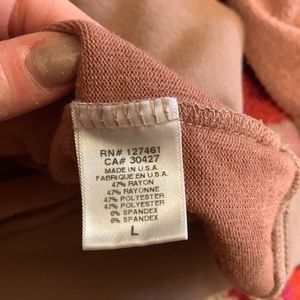 RN# 127461
CA# 30427
MADE IN U.S.A.
FABRIQUE EN U.S.A.
47% RAYON
47% RAYONNE
47% POLYESTER
47% POLYESTER
6% SPANDEX
6% SPANDEX
L